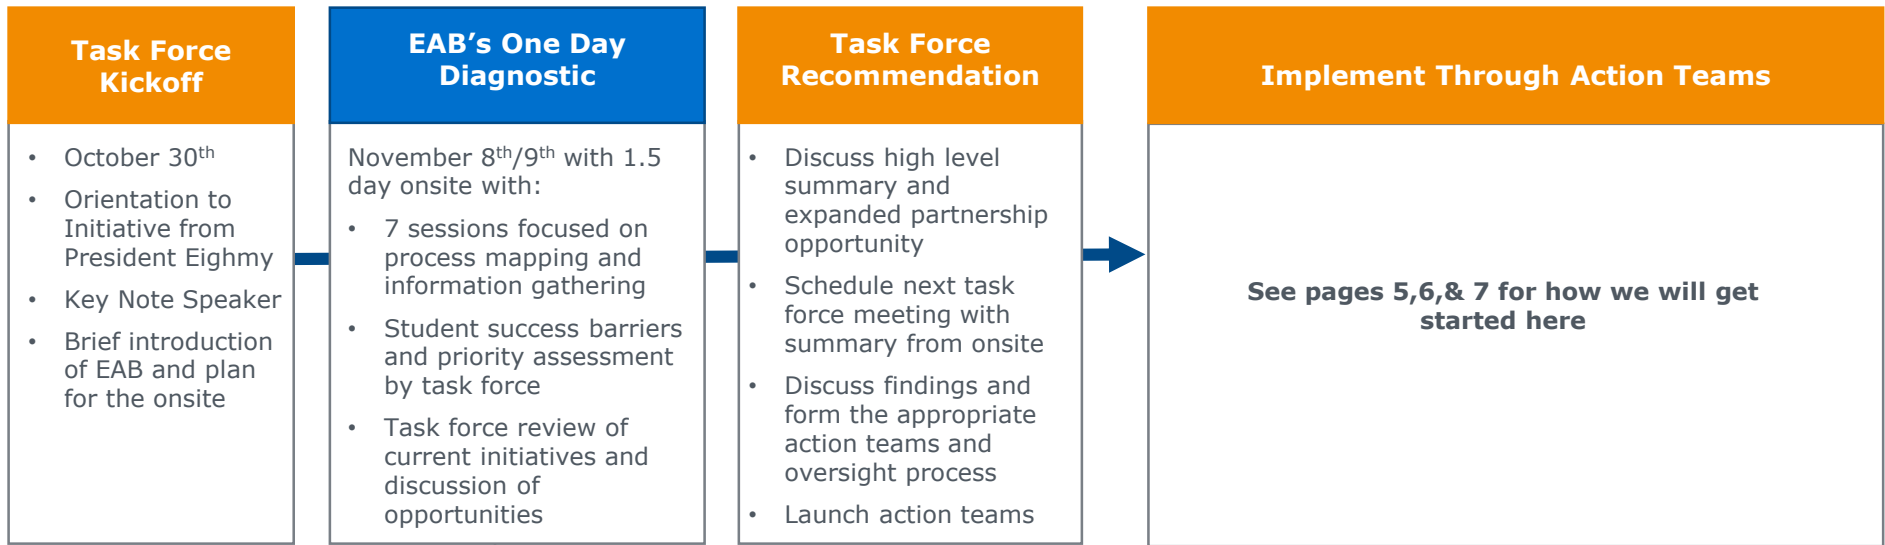 Task Force
Kickoff
• October 30th
• Orientation to
Initiative from
President Eighmy
• Key Note Speaker
• Brief introduction
of EAB and plan
for the onsite
EAB’s One Day
Diagnostic
November 8th/9th with 1.5
day onsite with:
• 7 sessions focused on
process mapping and
information gathering
• Student success barriers
and priority assessment
by task force
• Task force review of
current initiatives and
discussion of
opportunities
Task Force
Recommendation
• Discuss high level
summary and
expanded partnership
opportunity
• Schedule next task
force meeting with
summary from onsite
• Discuss findings and
form the appropriate
action teams and
oversight process
• Launch action teams
Implement Through Action Teams
See pages 5,6,& 7 for how we will get
started here